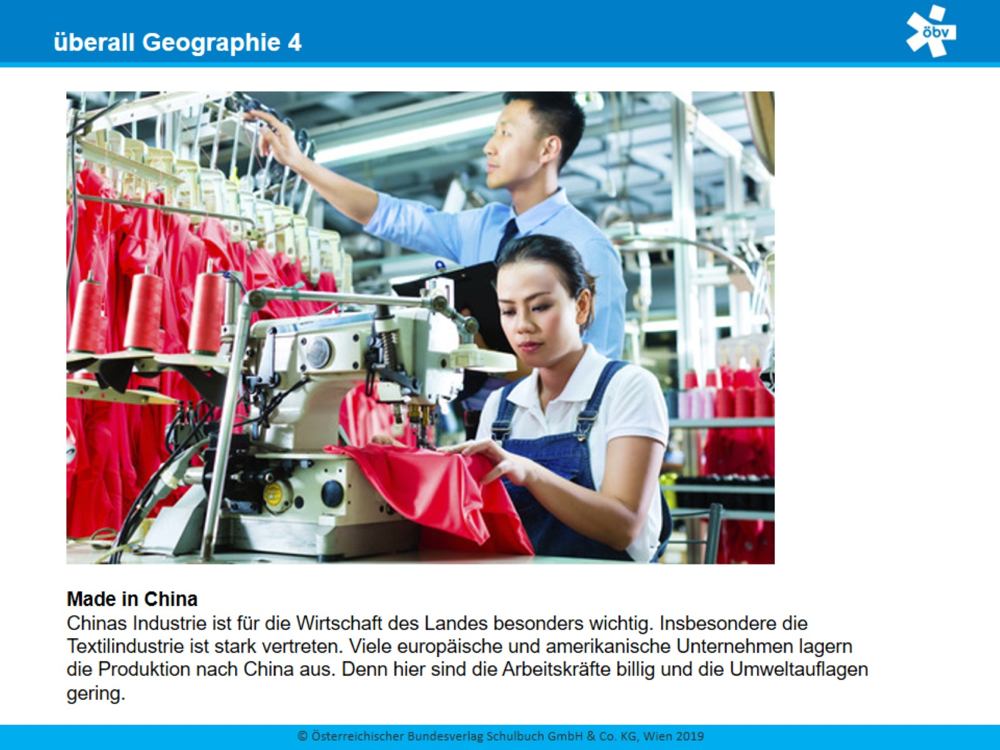 überall Geographie 4
öbv
Made in China
Chinas Industrie ist für die Wirtschaft des Landes besonders wichtig. Insbesondere die
Textilindustrie ist stark vertreten. Viele europäische und amerikanische Unternehmen lagern
die Produktion nach China aus. Denn hier sind die Arbeitskräfte billig und die Umweltauflagen
gering.
© Österreichischer Bundesverlag Schulbuch GmbH & Co. KG, Wien 2019